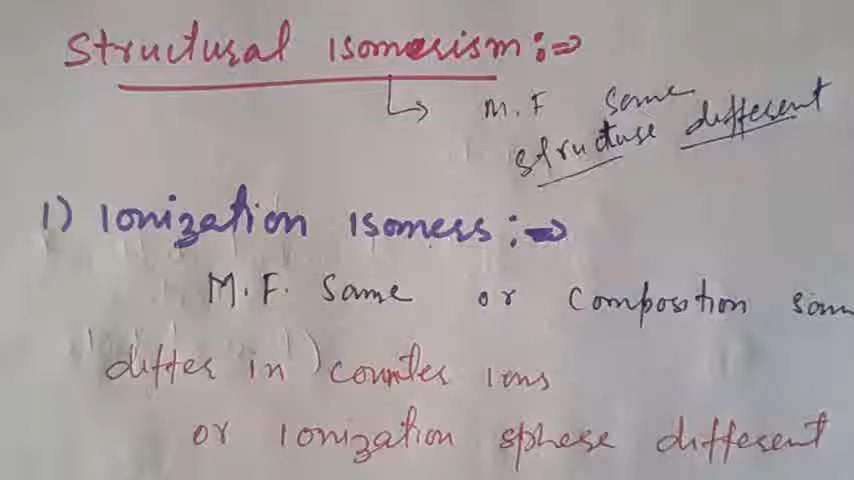 Structural isomerism :⇒
↳ M.F same
structure different
1) Ionization isomers :⇒
M.F. Same or Composition sam
differ in counter ions
or Ionization sphere different